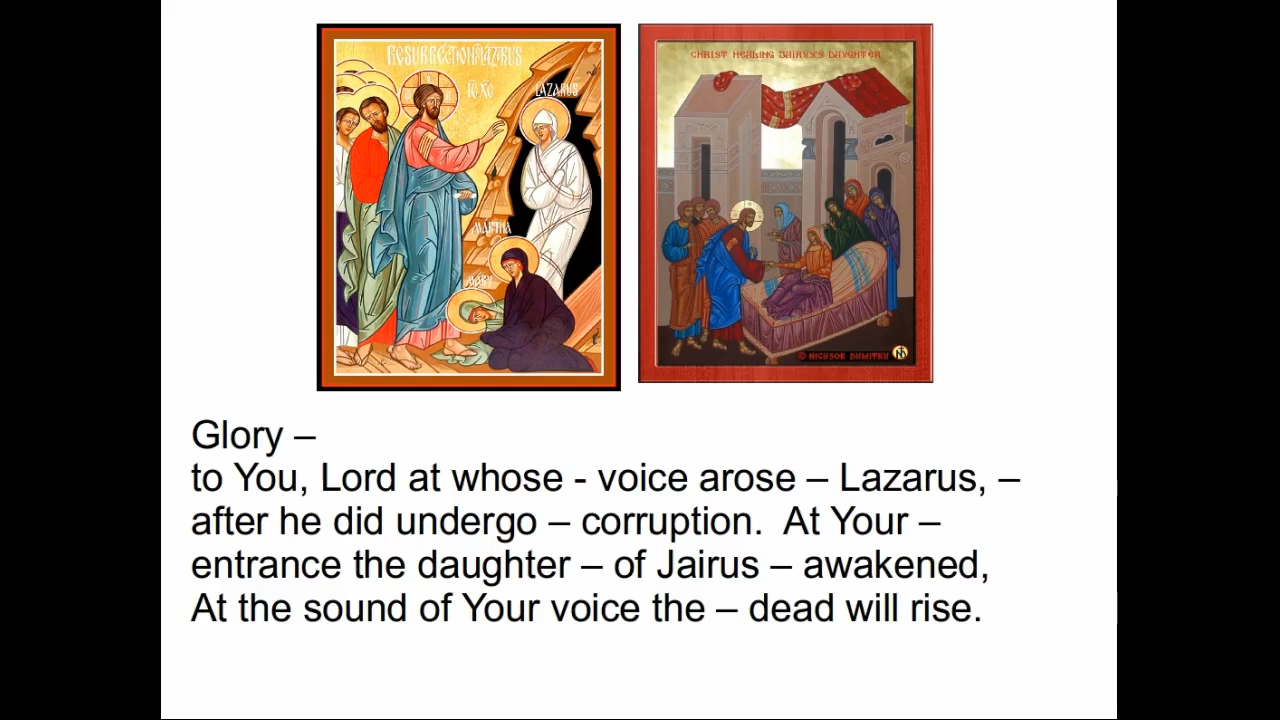 RESURRECTION OF LAZARUS
IC XC
LAZARUS
MARTHA
MARY
CHRIST HEALING JAIRUS'S DAUGHTER
© NICHSOR DUMITRU
Glory –
to You, Lord at whose - voice arose – Lazarus, –
after he did undergo – corruption.  At Your –
entrance the daughter – of Jairus – awakened,
At the sound of Your voice the – dead will rise.